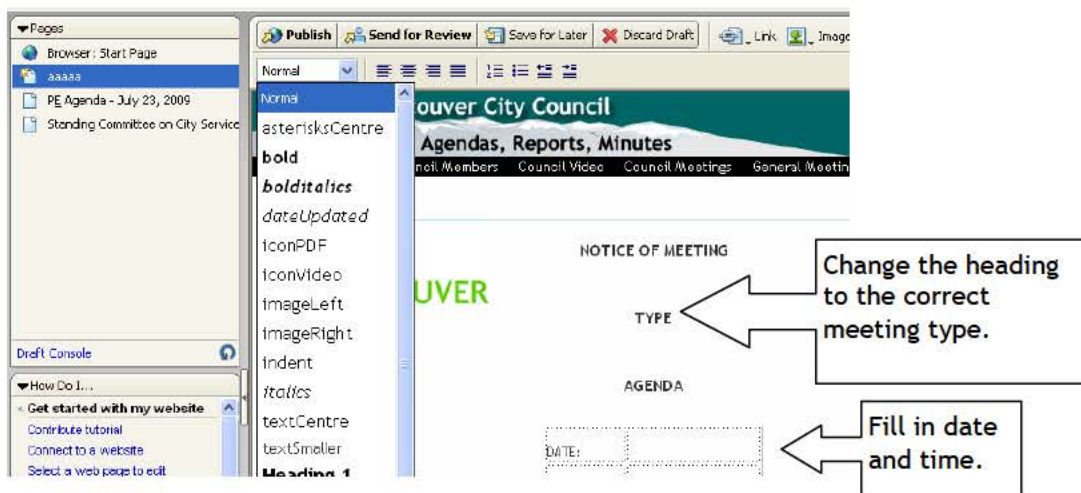 Pages
Browser: Start Page
aaaaa
PE Agenda - July 23, 2009
Standing Committee on City Service
Draft Console
How Do I...
Get started with my website
Contribute tutorial
Connect to a website
Select a web page to edit
Publish Send for Review Save for Later Discard Draft Link Image
Normal
Normal
asterisksCentre
bold
bolditalics
dateUpdated
iconPDF
iconVideo
imageLeft
imageRight
indent
italics
textCentre
textSmaller
Heading 1
ouver City Council
Agendas, Reports, Minutes
ncil Members Council Video Council Meetings General Meetin
NOTICE OF MEETING
UVER
TYPE
AGENDA
DATE:
Change the heading
to the correct
meeting type.
Fill in date
and time.